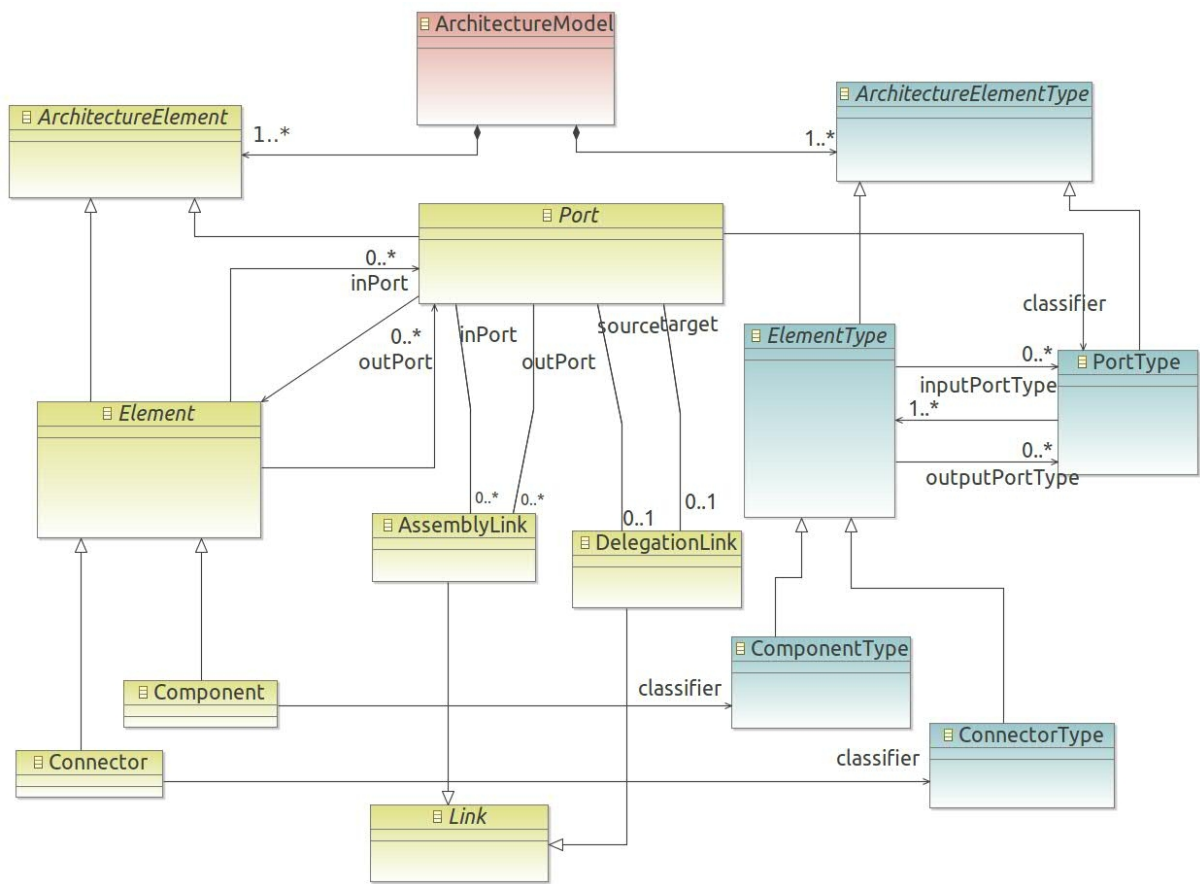 ArchitectureModel
ArchitectureElementType
ArchitectureElement
1..*
1..*
Port
0..*
inPort
classifier
0..*
outPort
inPort
source
target
outPort
ElementType
0..*
PortType
inputPortType
1..*
Element
0..*
outputPortType
0..*
0..*
0..1
0..1
AssemblyLink
DelegationLink
ComponentType
Component
classifier
ConnectorType
Connector
classifier
Link